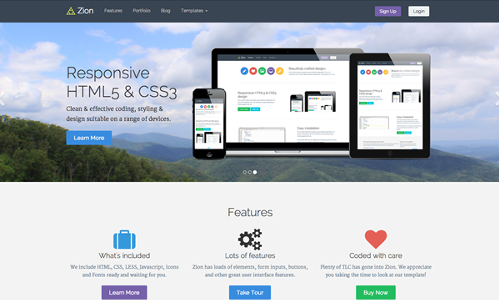 Zion Features Portfolio Blog Templates Sign Up Login
Responsive
HTML5 & CSS3
Clean & effective coding, styling &
design suitable on a range of devices.
Learn More
Features
What's included
We include HTML, CSS, LESS, Javascript, icons
and Fonts ready and waiting for you.
Learn More
Lots of features
Zion has loads of elements, form inputs, buttons,
and other great user interface features.
Take Tour
Coded with care
Plenty of TLC has gone into Zion. We appreciate
you taking the time to look at our template!
Buy Now